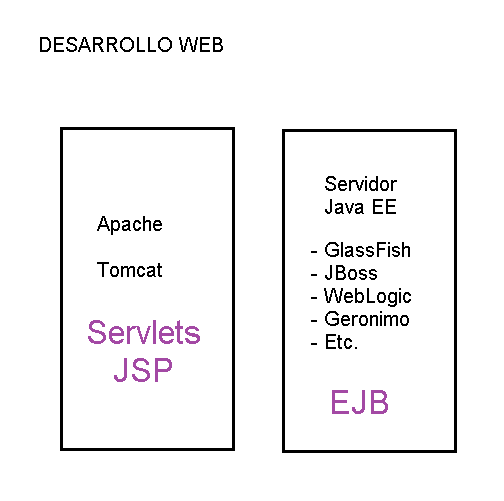 DESARROLLO WEB
Apache
Tomcat
Servlets
JSP
Servidor
Java EE
- GlassFish
- JBoss
- WebLogic
- Geronimo
- Etc.
EJB